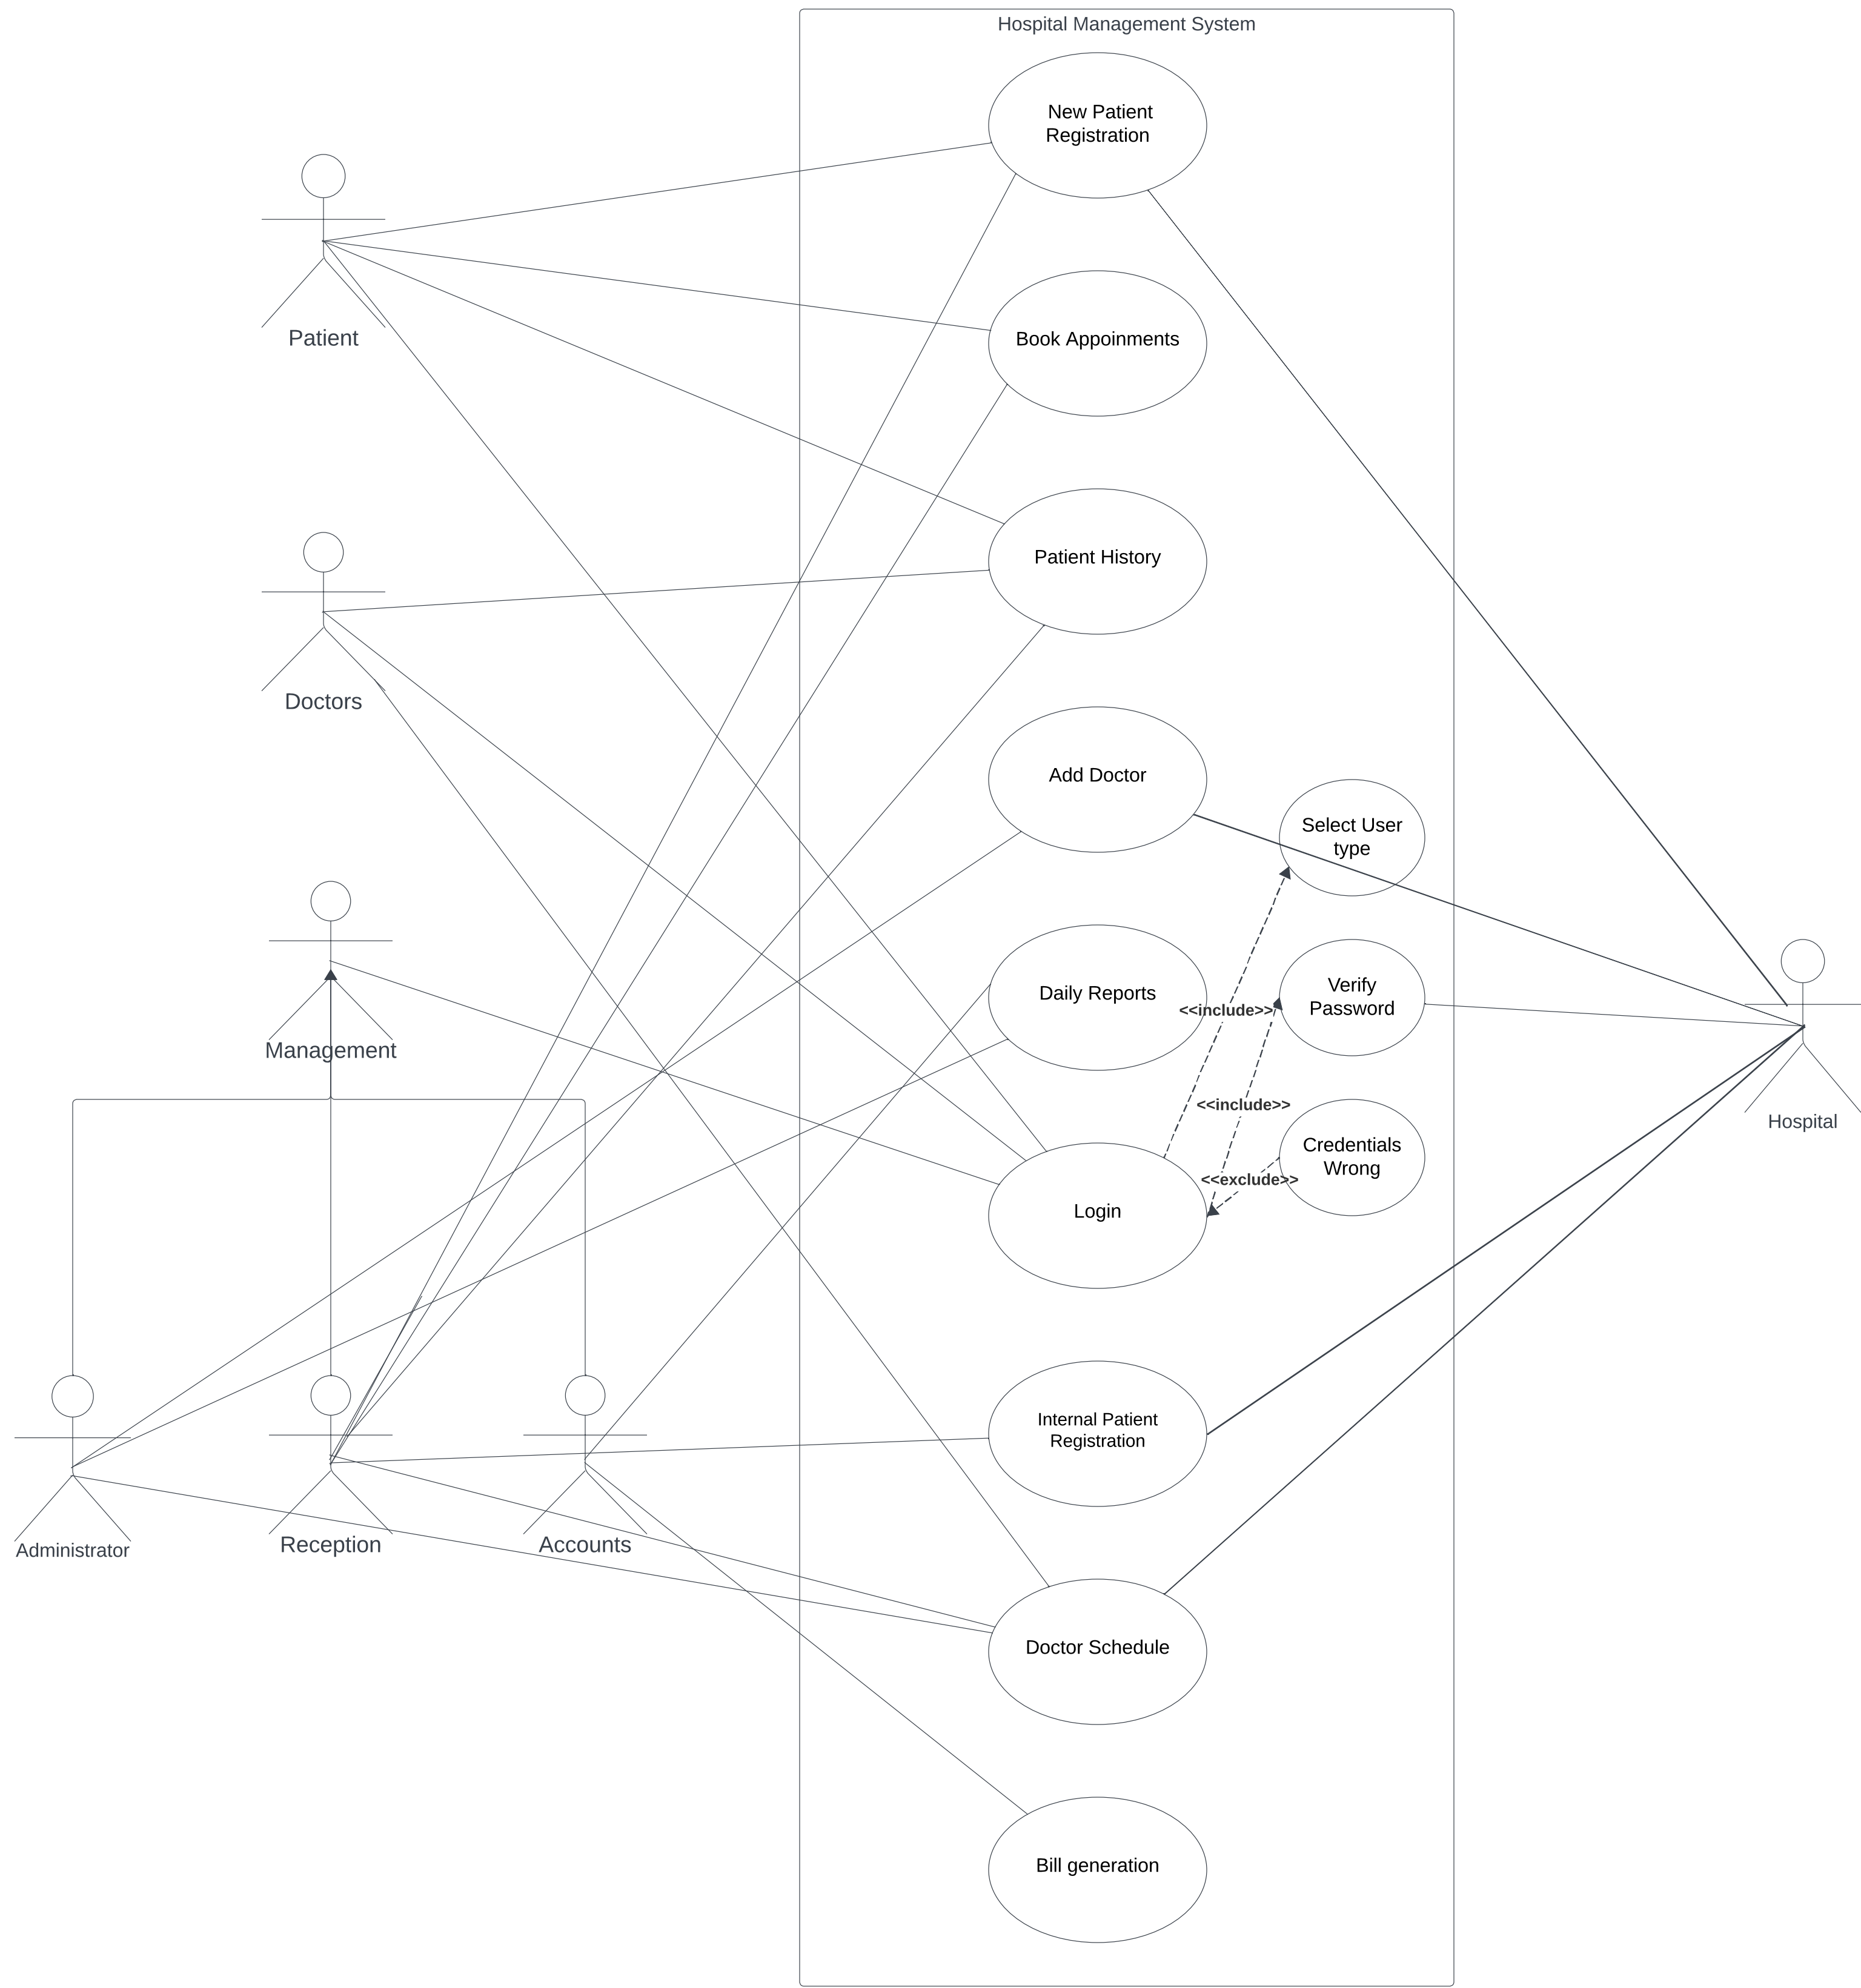 Hospital Management System
New Patient
Registration
Patient
Book Appoinments
Patient History
Doctors
Add Doctor
Select User
type
Daily Reports
Verify
Password
<<include>>
Management
<<include>>
Hospital
Credentials
Wrong
<<exclude>>
Login
Internal Patient
Registration
Administrator
Reception
Accounts
Doctor Schedule
Bill generation